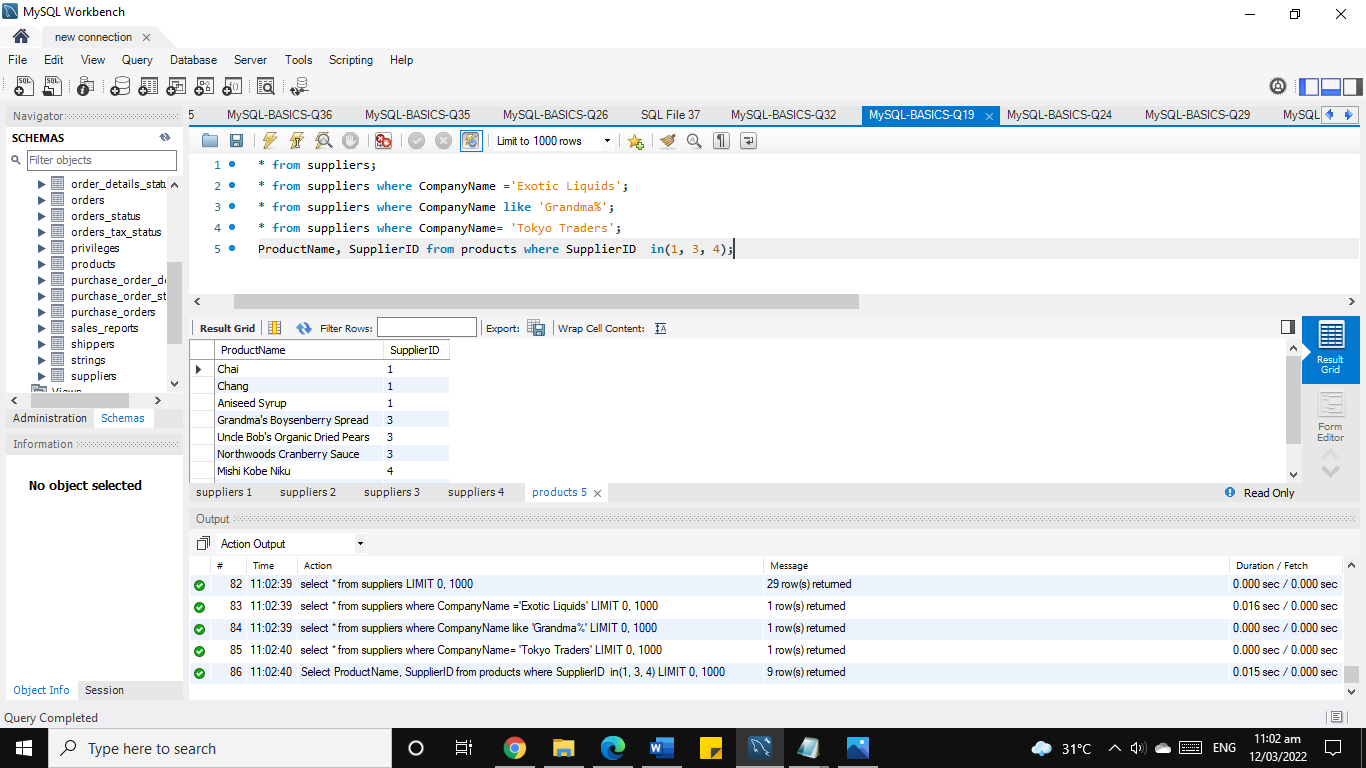 MySQL Workbench
new connection
File Edit View Query Database Server Tools Scripting Help
Navigator
SCHEMAS
Filter objects
order_details_statu
orders
orders_status
orders_tax_status
privileges
products
purchase_order_de
purchase_order_st
purchase_orders
sales_reports
shippers
strings
suppliers
Views
Administration Schemas
Information
No object selected
Object Info Session
5 MySQL-BASICS-Q36 MySQL-BASICS-Q35 MySQL-BASICS-Q26 SQL File 37 MySQL-BASICS-Q32 MySQL-BASICS-Q19 MySQL-BASICS-Q24 MySQL-BASICS-Q29 MySQL
Limit to 1000 rows
1 * from suppliers;
2 * from suppliers where CompanyName ='Exotic Liquids';
3 * from suppliers where CompanyName like 'Grandma%';
4 * from suppliers where CompanyName= 'Tokyo Traders';
5 ProductName, SupplierID from products where SupplierID  in(1, 3, 4);
Result Grid Filter Rows: Export: Wrap Cell Content:
ProductName SupplierID
Chai 1
Chang 1
Aniseed Syrup 1
Grandma's Boysenberry Spread 3
Uncle Bob's Organic Dried Pears 3
Northwoods Cranberry Sauce 3
Mishi Kobe Niku 4
Result
Grid
Form
Editor
suppliers 1 suppliers 2 suppliers 3 suppliers 4 products 5 Read Only
Output
Action Output
# Time Action Message Duration / Fetch
82 11:02:39 select * from suppliers LIMIT 0, 1000 29 row(s) returned 0.000 sec / 0.000 sec
83 11:02:39 select * from suppliers where CompanyName ='Exotic Liquids' LIMIT 0, 1000 1 row(s) returned 0.016 sec / 0.000 sec
84 11:02:39 select * from suppliers where CompanyName like 'Grandma%' LIMIT 0, 1000 1 row(s) returned 0.000 sec / 0.000 sec
85 11:02:40 select * from suppliers where CompanyName= 'Tokyo Traders' LIMIT 0, 1000 1 row(s) returned 0.000 sec / 0.000 sec
86 11:02:40 Select ProductName, SupplierID from products where SupplierID  in(1, 3, 4) LIMIT 0, 1000 9 row(s) returned 0.015 sec / 0.000 sec
Query Completed
Type here to search
31°C ENG
11:02 am
12/03/2022